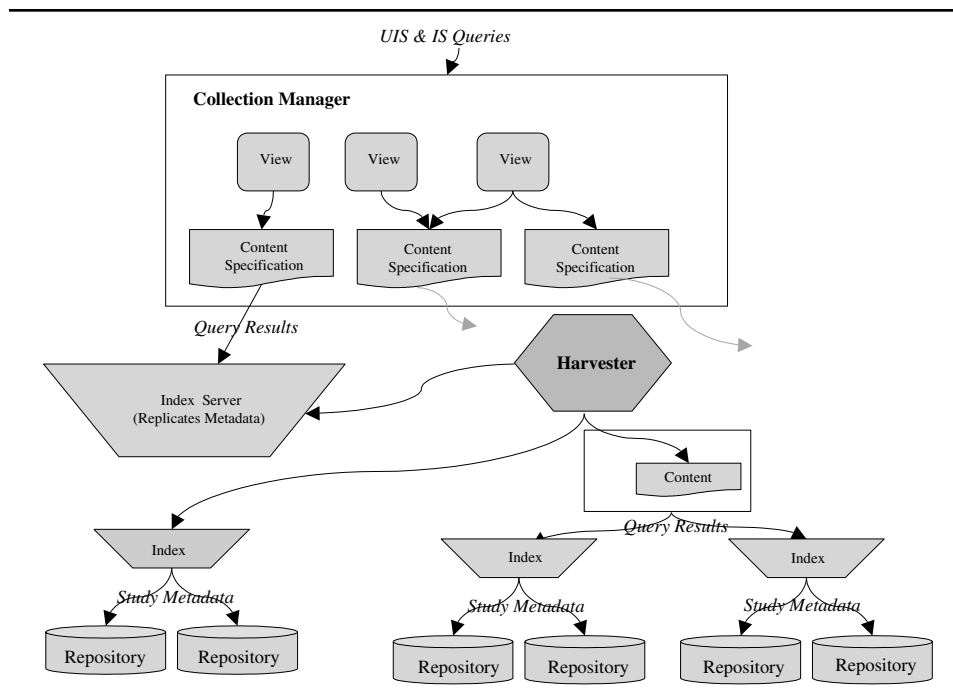 UIS & IS Queries
Collection Manager
View
View
View
Content
Specification
Content
Specification
Content
Specification
Query Results
Harvester
Index Server
(Replicates Metadata)
Content
Query Results
Index
Index
Index
Study Metadata
Study Metadata
Study Metadata
Repository
Repository
Repository
Repository
Repository
Repository